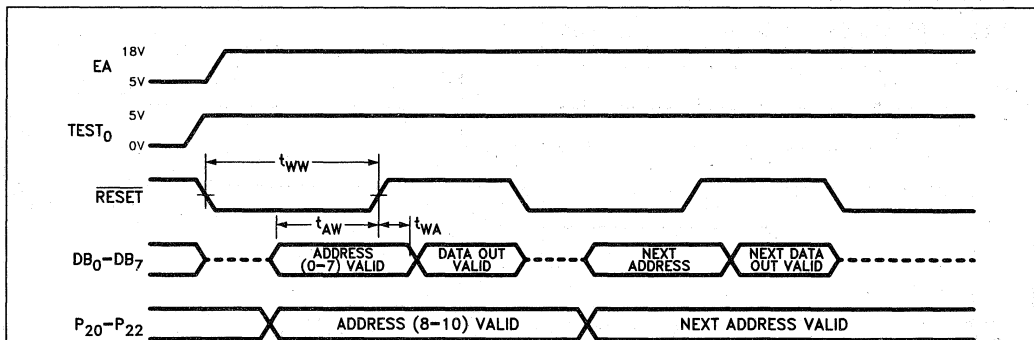 18V
EA
5V
5V
TEST0
0V
tWW
RESET
tAW
tWA
DB0-DB7
ADDRESS
(0-7) VALID
DATA OUT
VALID
NEXT
ADDRESS
NEXT DATA
OUT VALID
P20-P22
ADDRESS (8-10) VALID
NEXT ADDRESS VALID